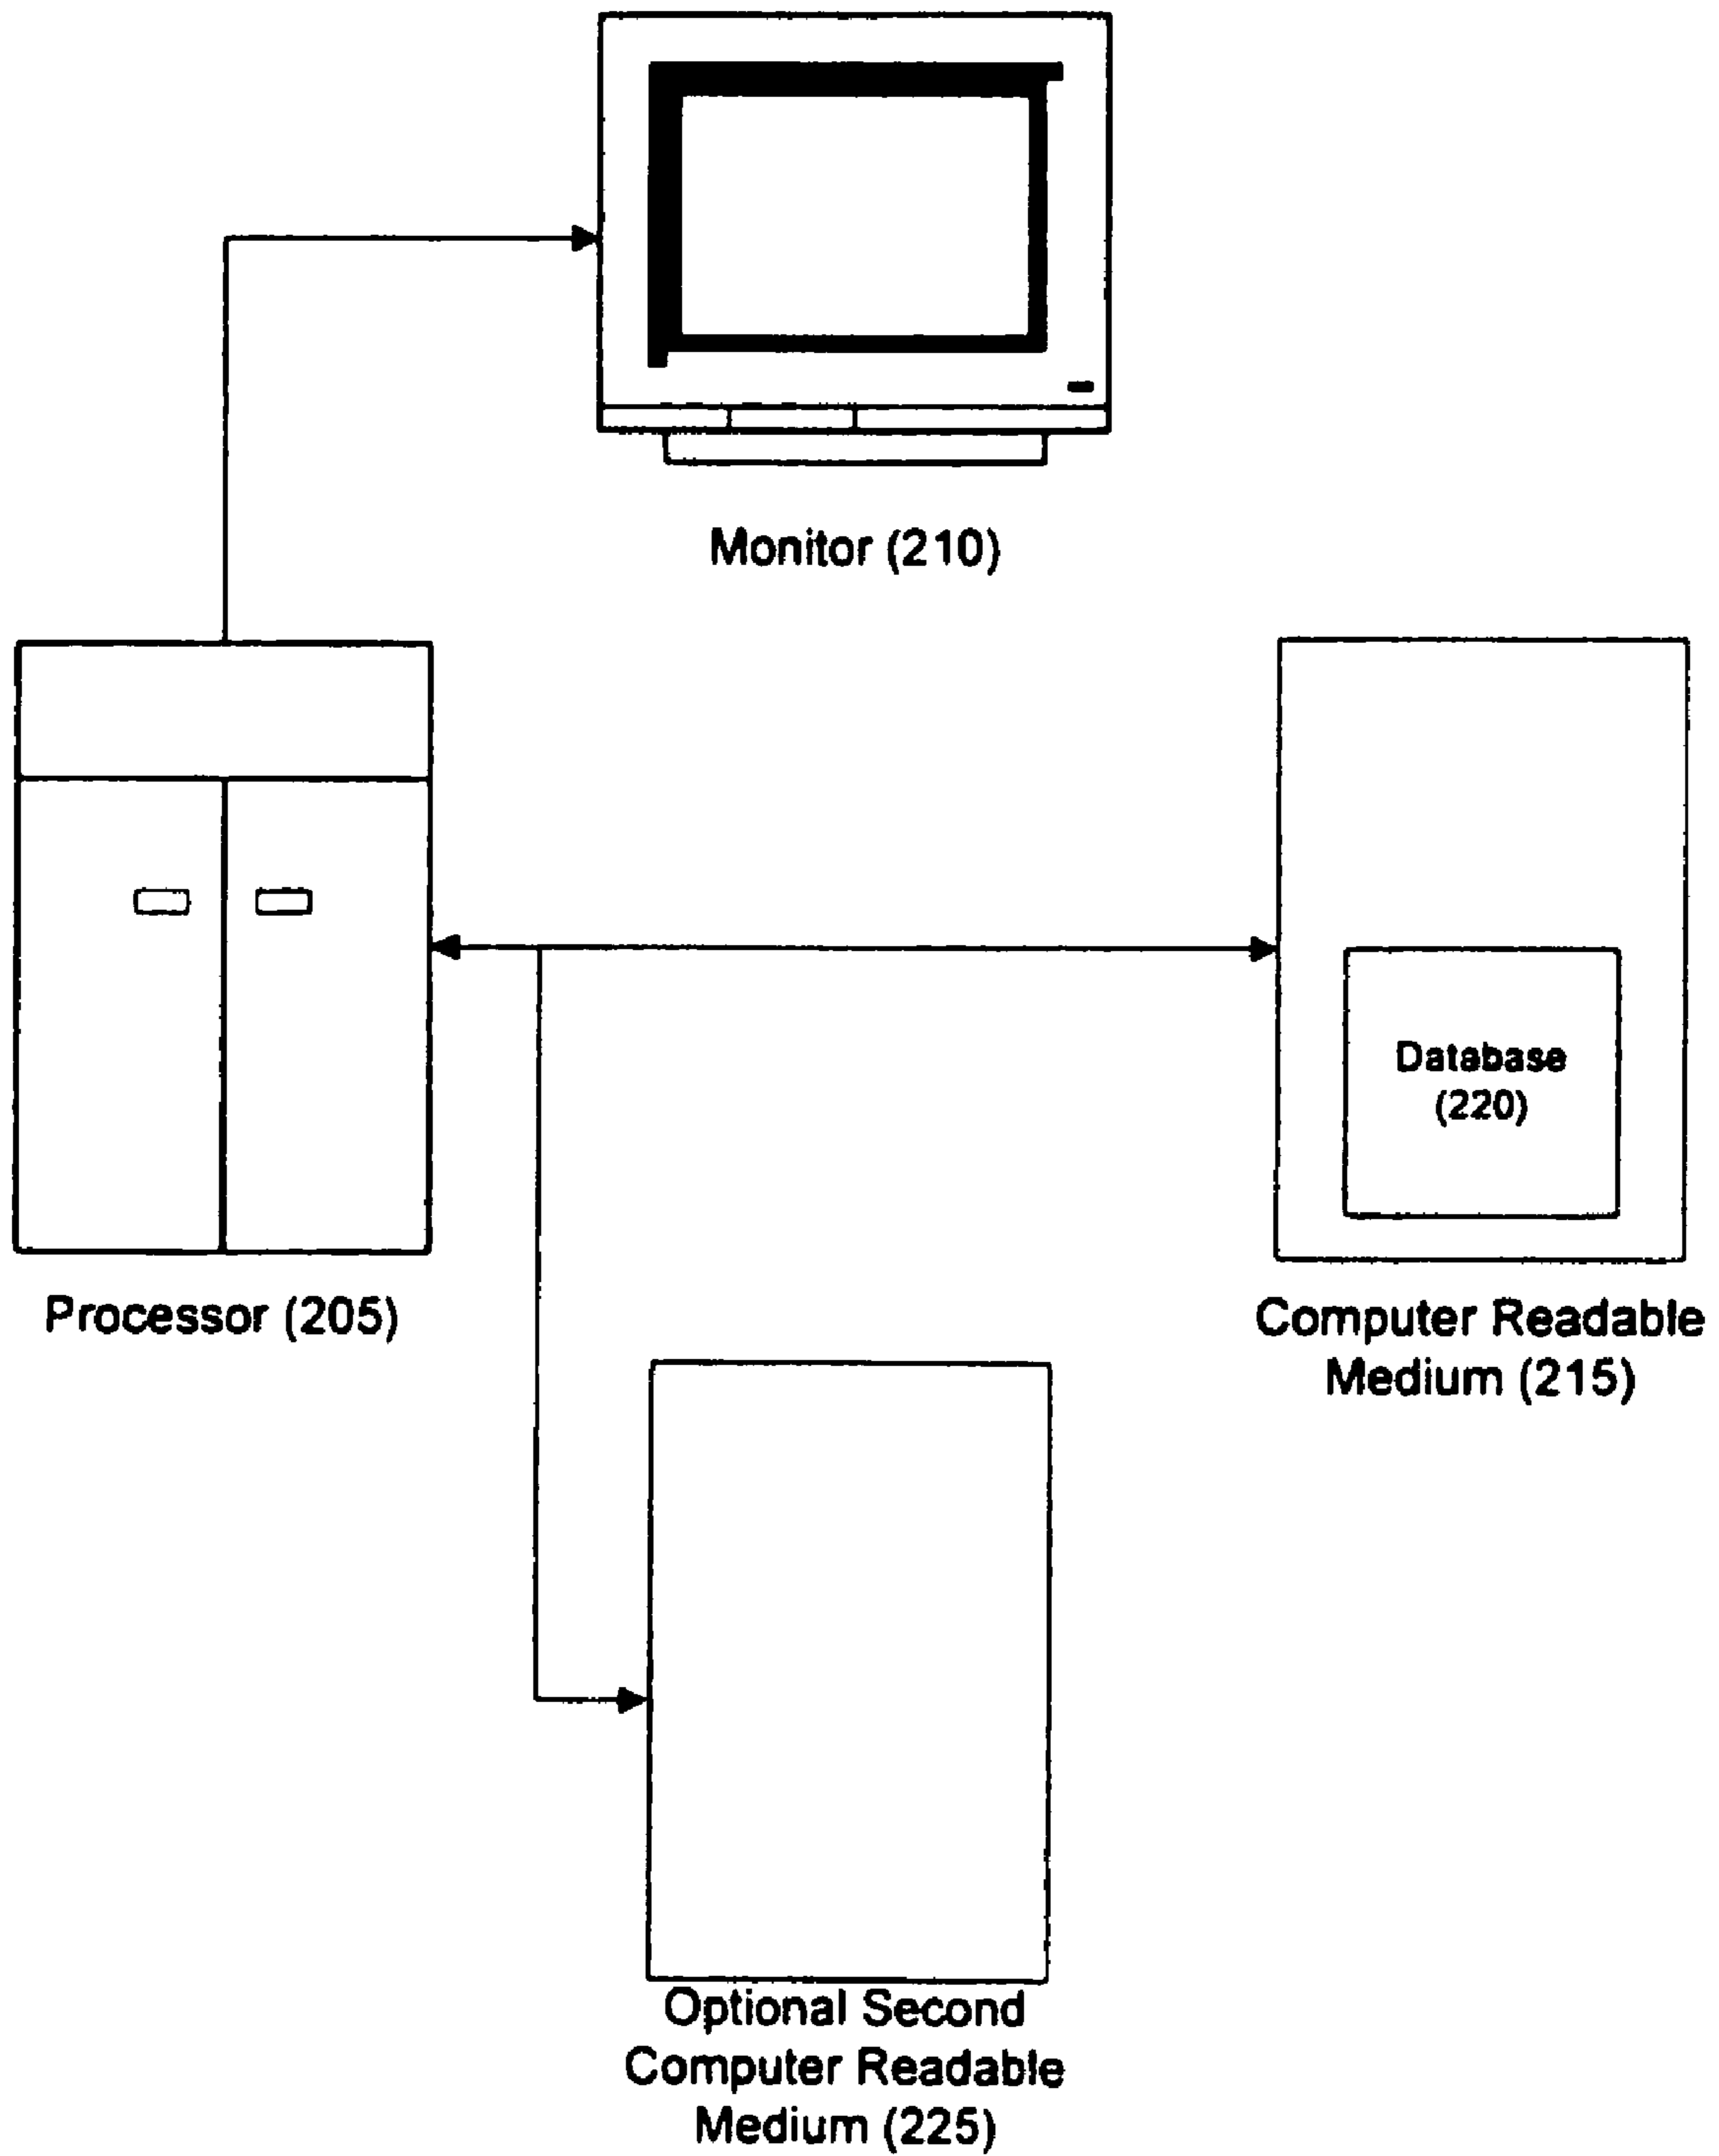 Monitor (210)
Database
(220)
Processor (205)
Computer Readable
Medium (215)
Optional Second
Computer Readable
Medium (225)